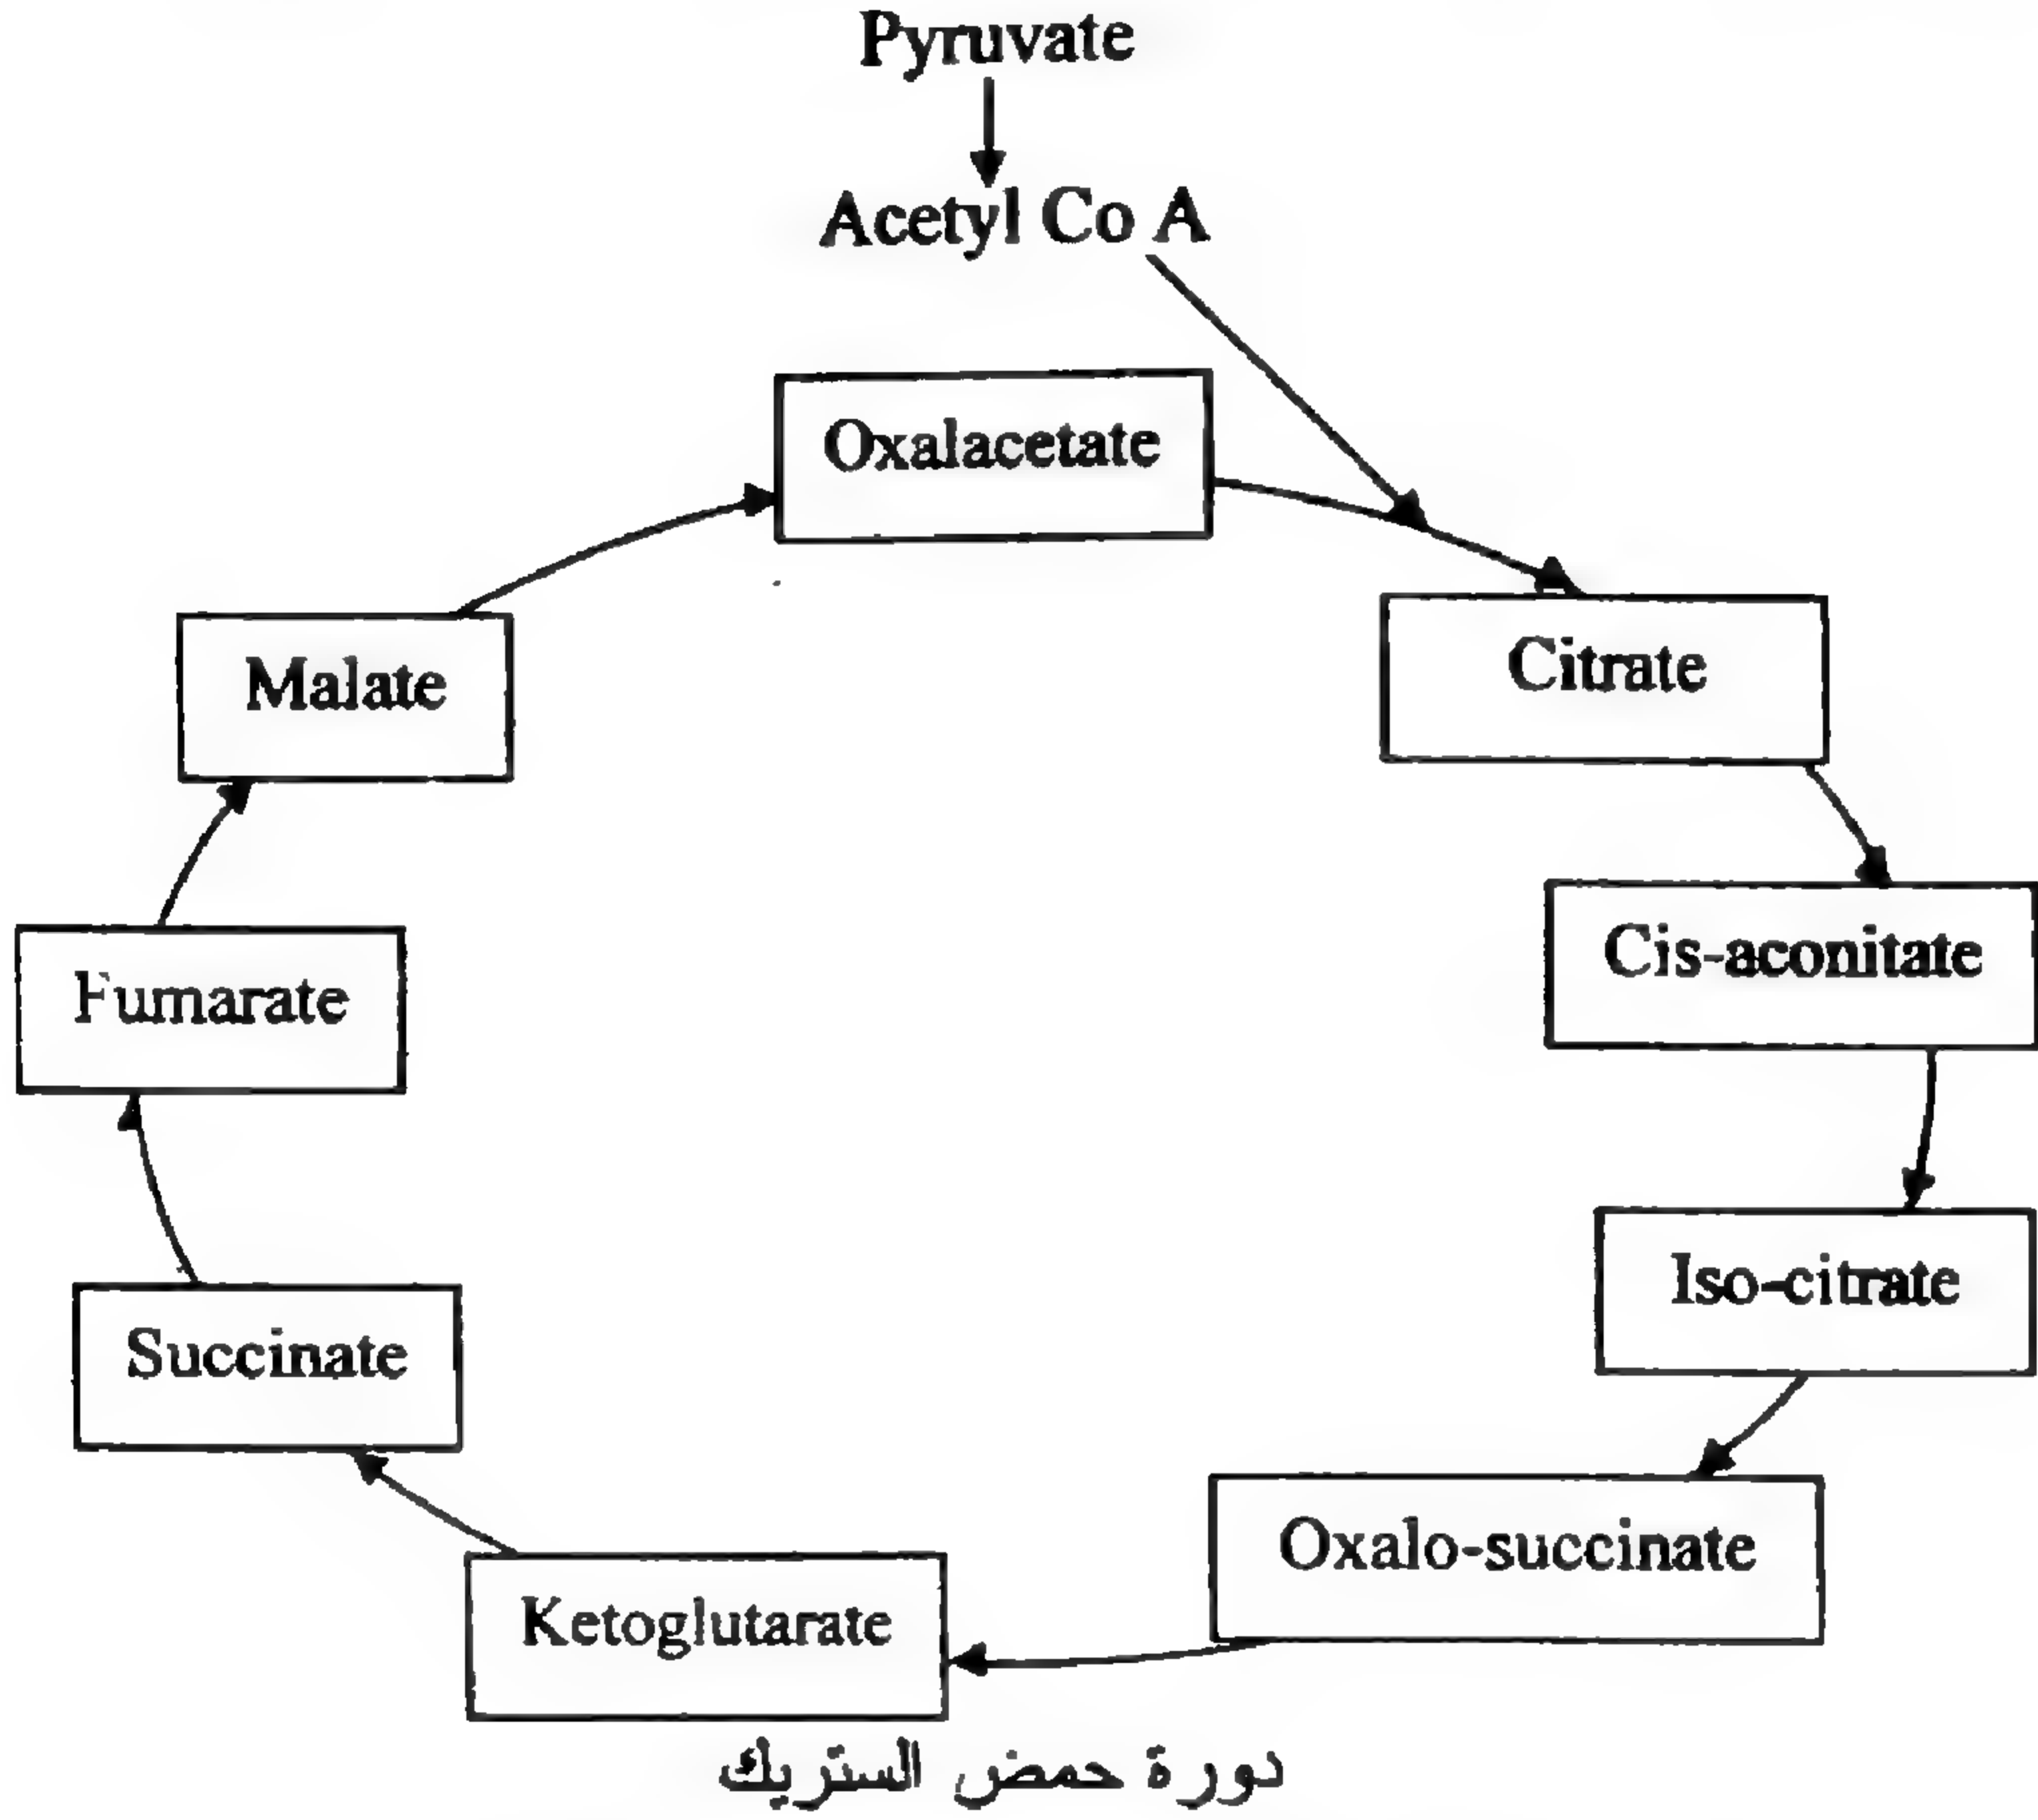 Pyruvate
Acetyl Co A
Oxalacetate
Citrate
Cis-aconitate
Iso-citrate
Oxalo-succinate
Ketoglutarate
Succinate
Fumarate
Malate
دورة حمض الستريك